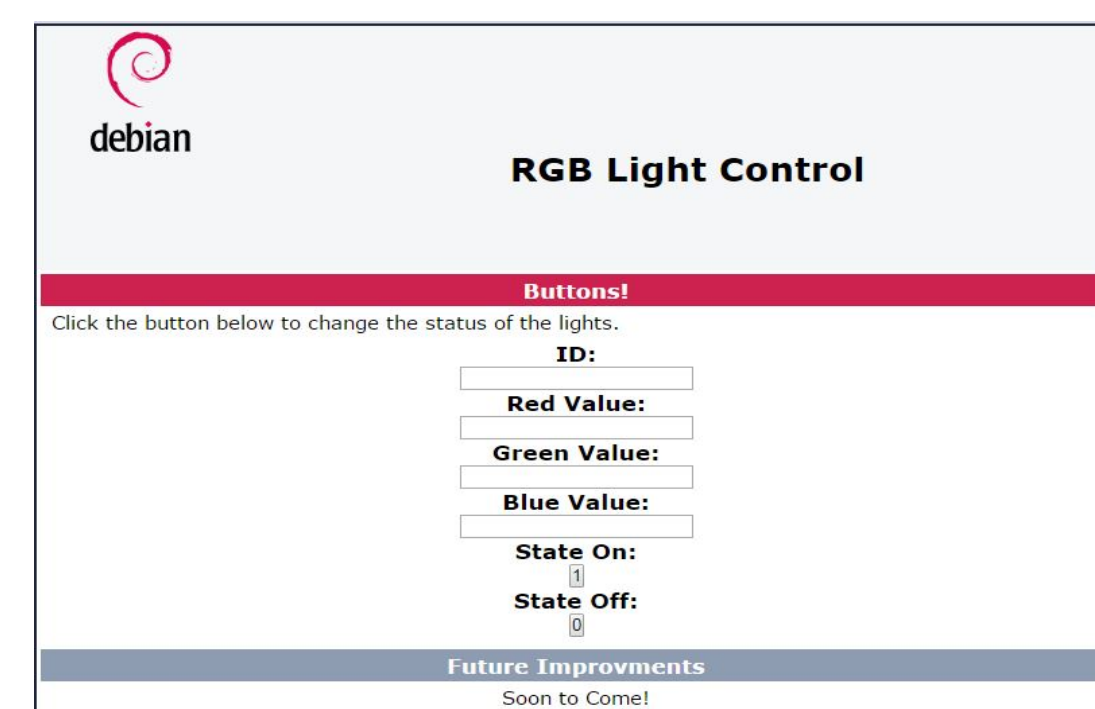 debian
RGB Light Control
Buttons!
Click the button below to change the status of the lights.
ID:
Red Value:
Green Value:
Blue Value:
State On:
1
State Off:
0
Future Improvments
Soon to Come!